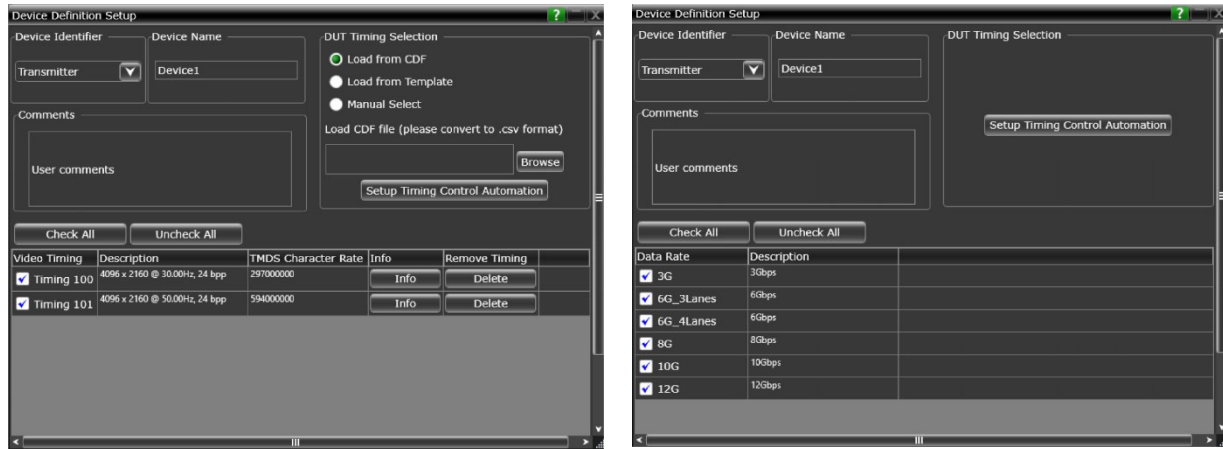 Device Definition Setup
?
X
Device Identifier
Device Name
DUT Timing Selection
Transmitter
Device1
Load from CDF
Load from Template
Manual Select
Comments
User comments
Load CDF file (please convert to .csv format)
Browse
Setup Timing Control Automation
Check All
Uncheck All
Video Timing Description TMDS Character Rate Info Remove Timing
Timing 100 4096 x 2160 @ 30.00Hz, 24 bpp 297000000 Info Delete
Timing 101 4096 x 2160 @ 50.00Hz, 24 bpp 594000000 Info Delete
Device Definition Setup
?
X
Device Identifier
Device Name
DUT Timing Selection
Transmitter
Device1
Comments
User comments
Setup Timing Control Automation
Check All
Uncheck All
Data Rate Description
3G 3Gbps
6G_3Lanes 6Gbps
6G_4Lanes 6Gbps
8G 8Gbps
10G 10Gbps
12G 12Gbps